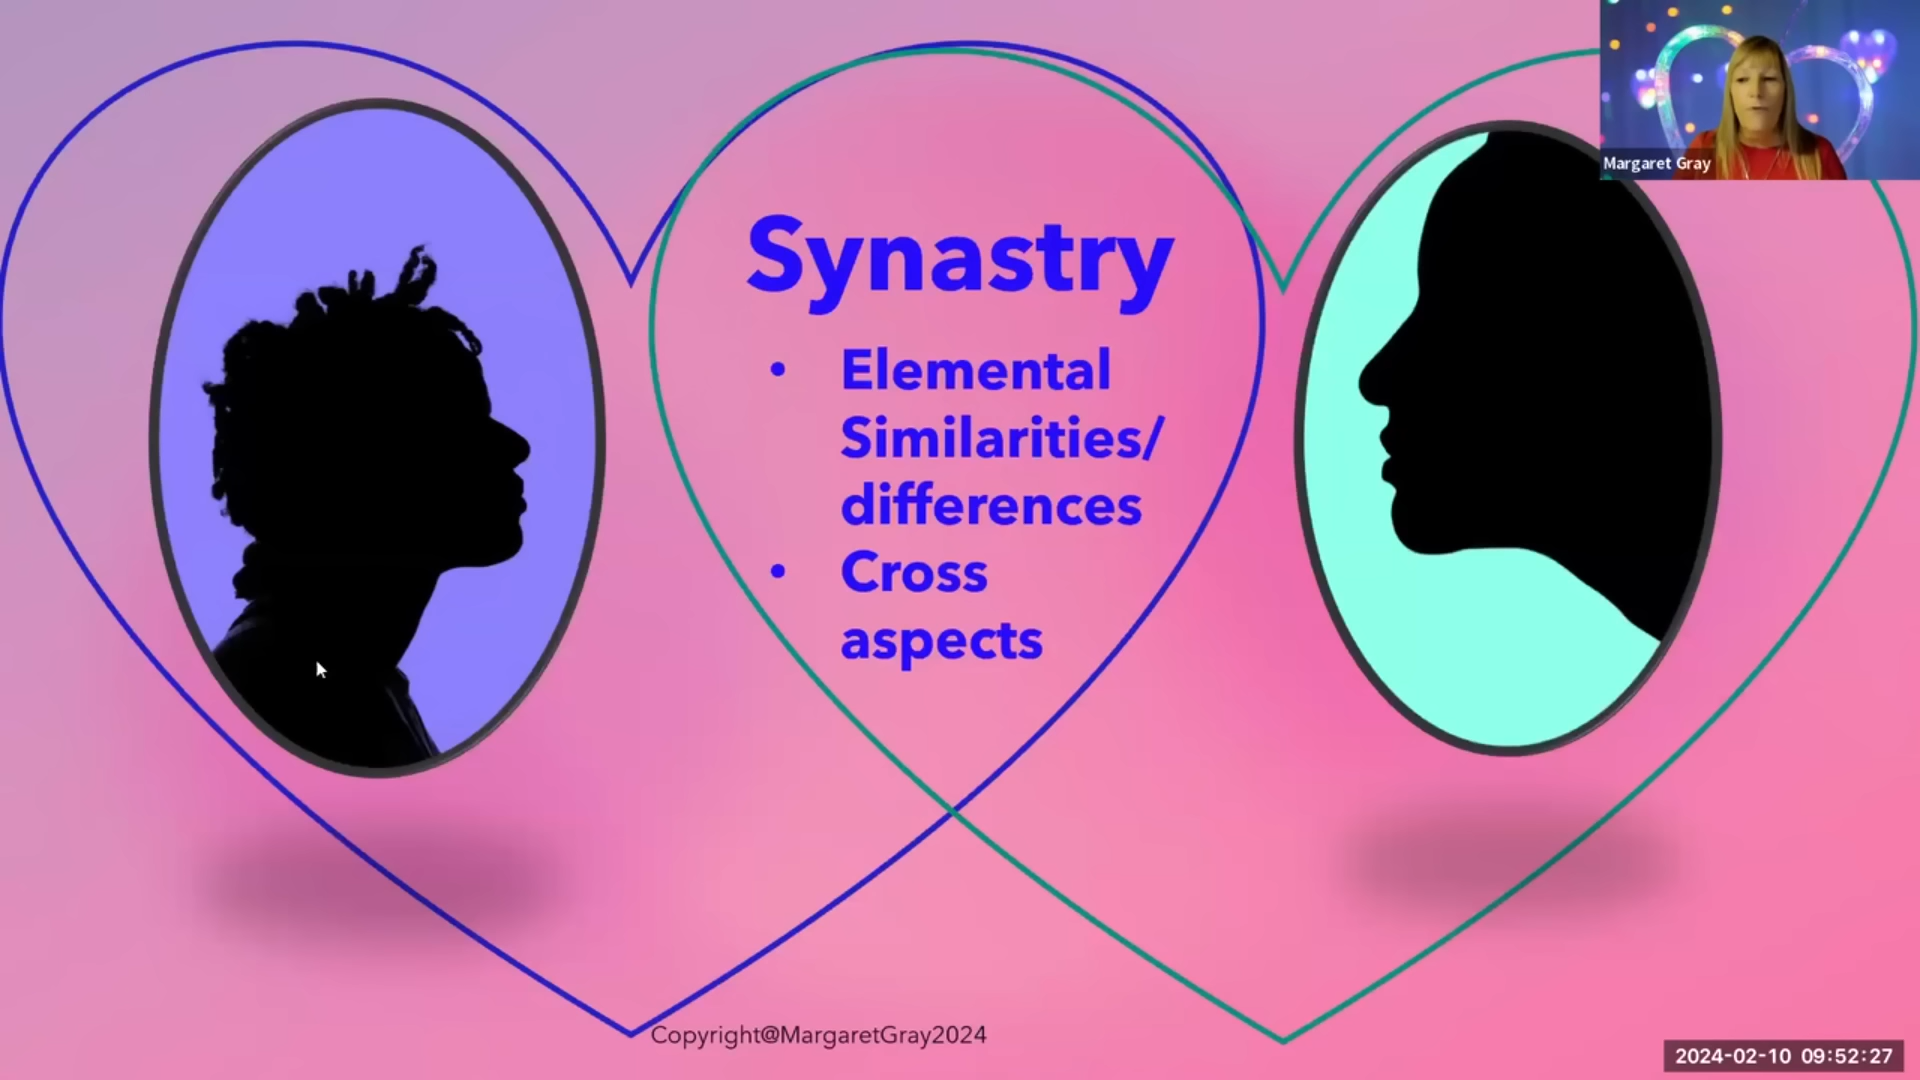 Margaret Gray
Synastry
• Elemental
Similarities/
differences
• Cross
aspects
Copyright@MargaretGray2024
2024-02-10 09:52:27